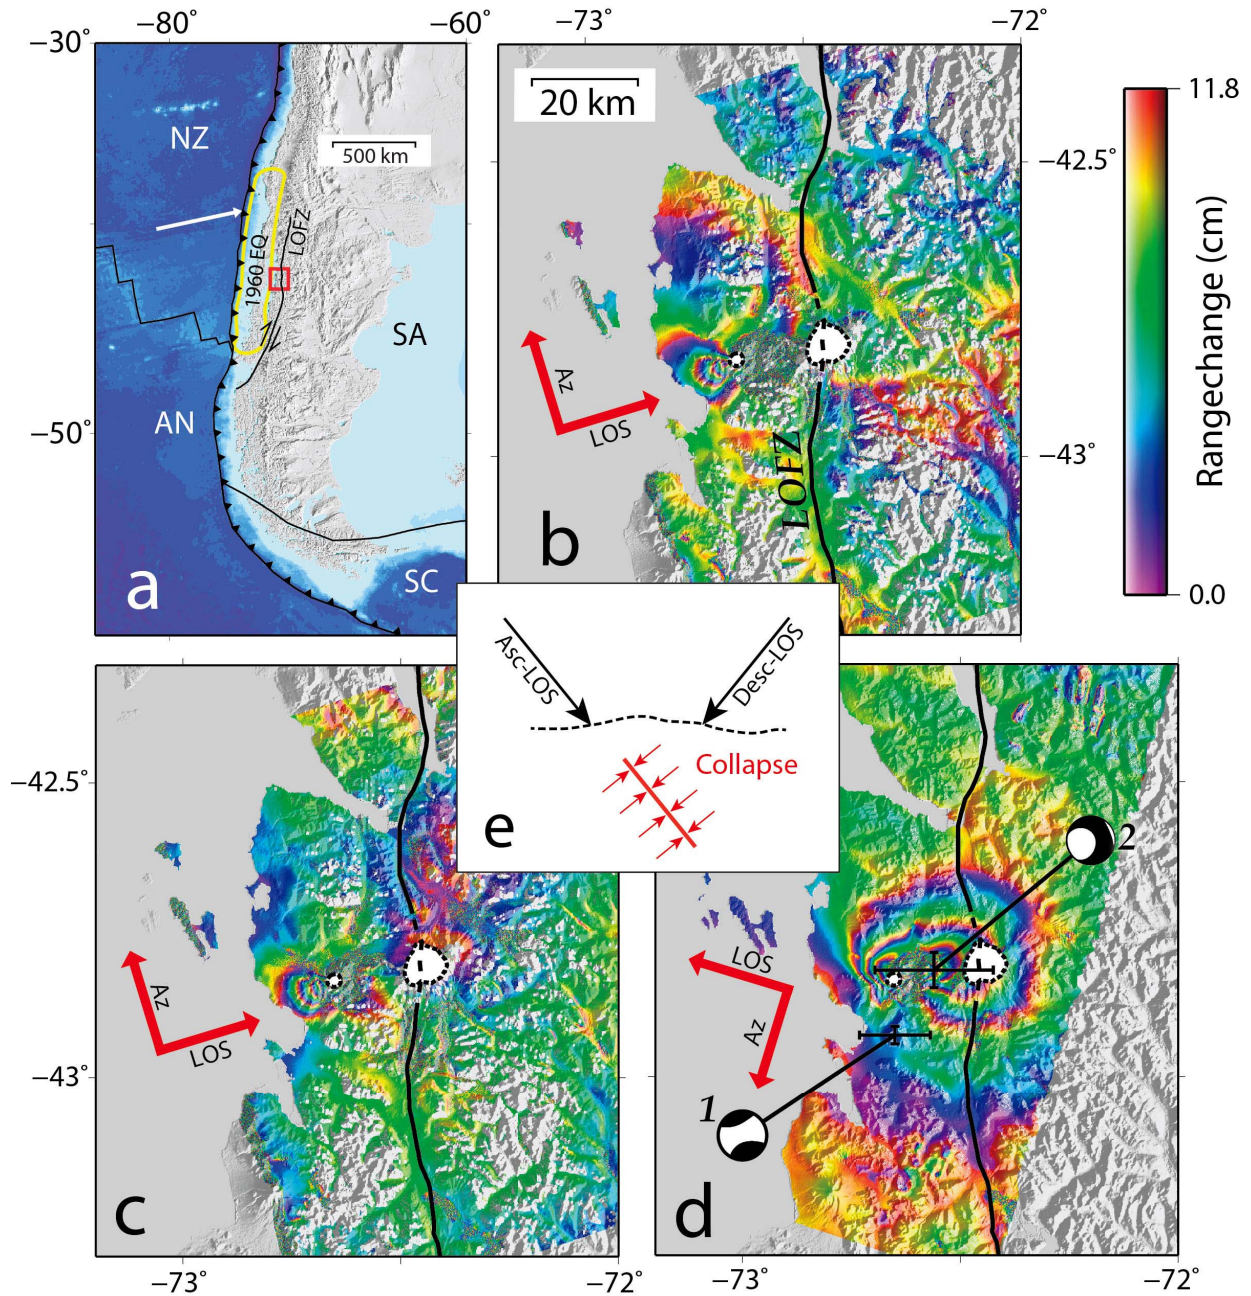 −80° −60° −73° −72°
−30°
NZ
500 km
LOFZ
1960 EQ
SA
−50°
AN
SC
a
20 km
−42.5°
Az
LOS
LOFZ
−43°
b
11.8
Rangechange (cm)
0.0
Asc-LOS
Desc-LOS
Collapse
e
−42.5°
Az
LOS
−43°
c
−73° −72°
2
LOS
Az
1
d
−73° −72°